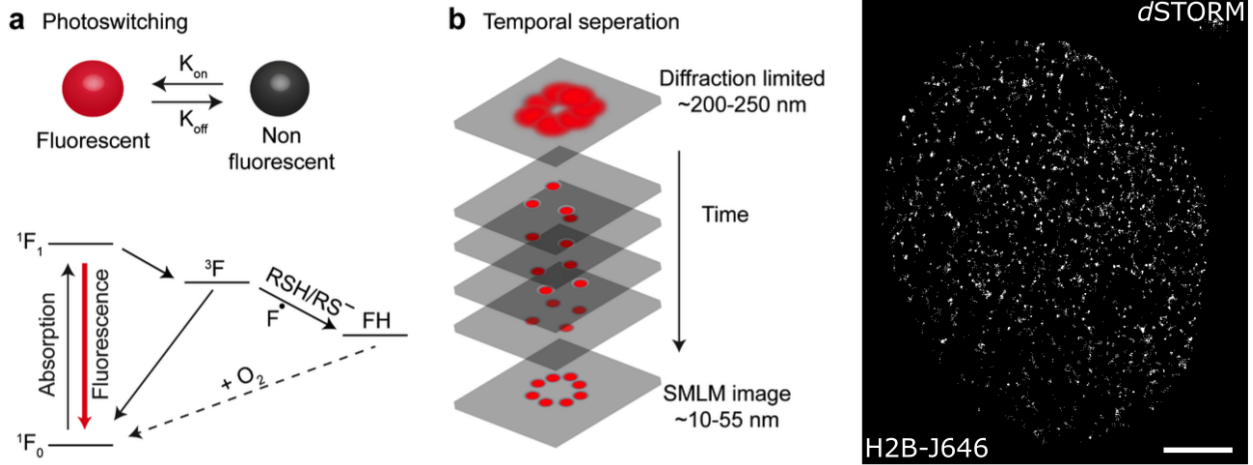 a Photoswitching
K_on
K_off
Fluorescent
Non
fluorescent
¹F₁
Absorption
Fluorescence
³F
RSH/RS⁻
F•
FH
+ O₂
¹F₀
b Temporal seperation
Diffraction limited
~200-250 nm
Time
SMLM image
~10-55 nm
dSTORM
H2B-J646